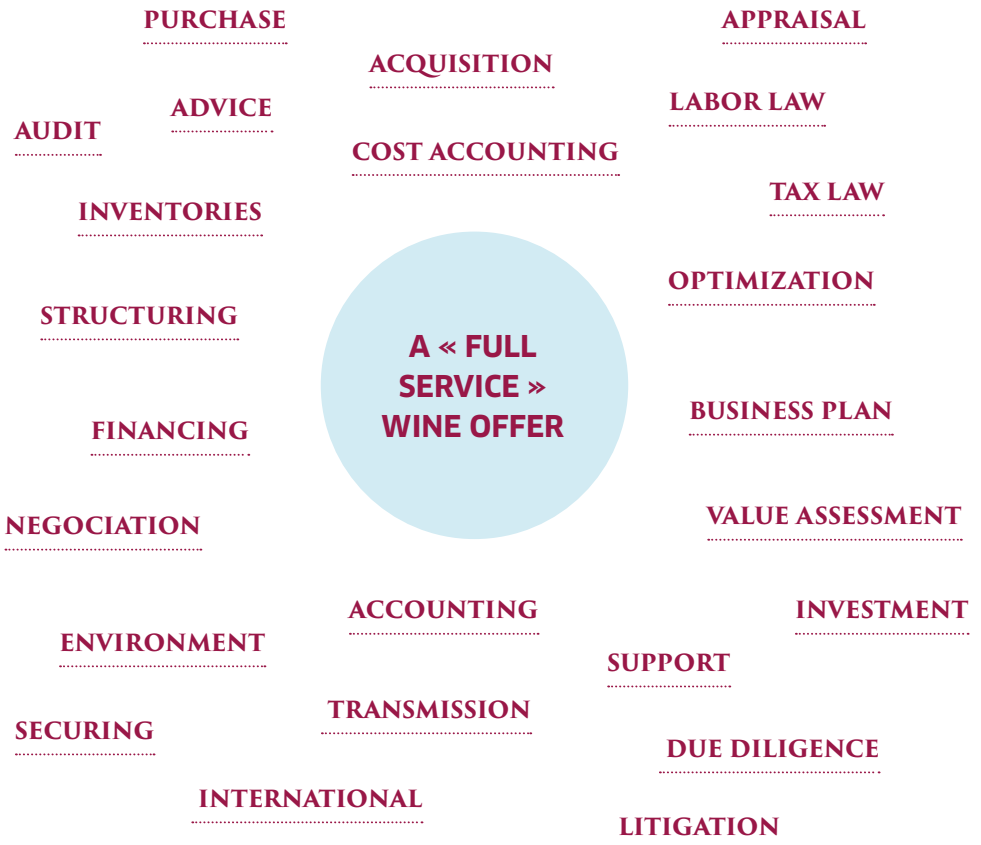 PURCHASE
APPRAISAL
ACQUISITION
ADVICE
LABOR LAW
AUDIT
COST ACCOUNTING
TAX LAW
INVENTORIES
OPTIMIZATION
STRUCTURING
A « FULL
SERVICE »
WINE OFFER
BUSINESS PLAN
FINANCING
VALUE ASSESSMENT
NEGOCIATION
ACCOUNTING
INVESTMENT
ENVIRONMENT
SUPPORT
TRANSMISSION
SECURING
DUE DILIGENCE
INTERNATIONAL
LITIGATION